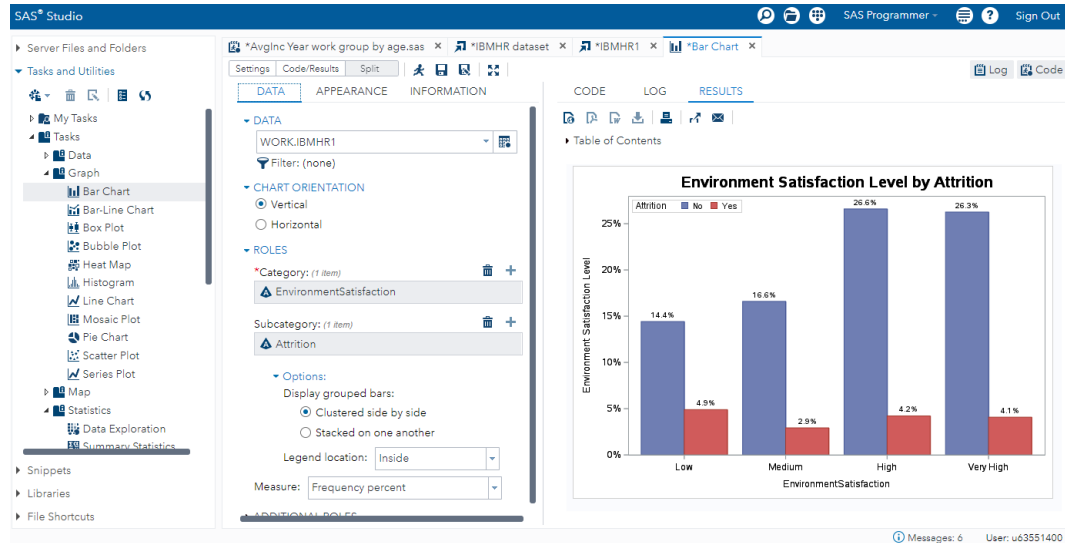 SAS® Studio
SAS Programmer
Sign Out
Server Files and Folders
Tasks and Utilities
My Tasks
Tasks
Data
Graph
Bar Chart
Bar-Line Chart
Box Plot
Bubble Plot
Heat Map
Histogram
Line Chart
Mosaic Plot
Pie Chart
Scatter Plot
Series Plot
Map
Statistics
Data Exploration
Summary Statistics
Snippets
Libraries
File Shortcuts
*AvgInc Year work group by age.sas × *IBMHR dataset × *IBMHR1 × *Bar Chart ×
Settings Code/Results Split
Log Code
DATA APPEARANCE INFORMATION
DATA
WORK.IBMHR1
Filter: (none)
CHART ORIENTATION
Vertical
Horizontal
ROLES
*Category: (1 item)
EnvironmentSatisfaction
Subcategory: (1 item)
Attrition
Options:
Display grouped bars:
Clustered side by side
Stacked on one another
Legend location: Inside
Measure: Frequency percent
ADDITIONAL ROLES
CODE LOG RESULTS
Table of Contents
Environment Satisfaction Level by Attrition
Attrition No Yes
26.6% 26.3%
25%
20%
16.6%
15%
14.4%
10%
5%
4.9% 2.9% 4.2% 4.1%
0%
Environment Satisfaction Level
Low Medium High Very High
EnvironmentSatisfaction
Messages: 6 User: u63551400